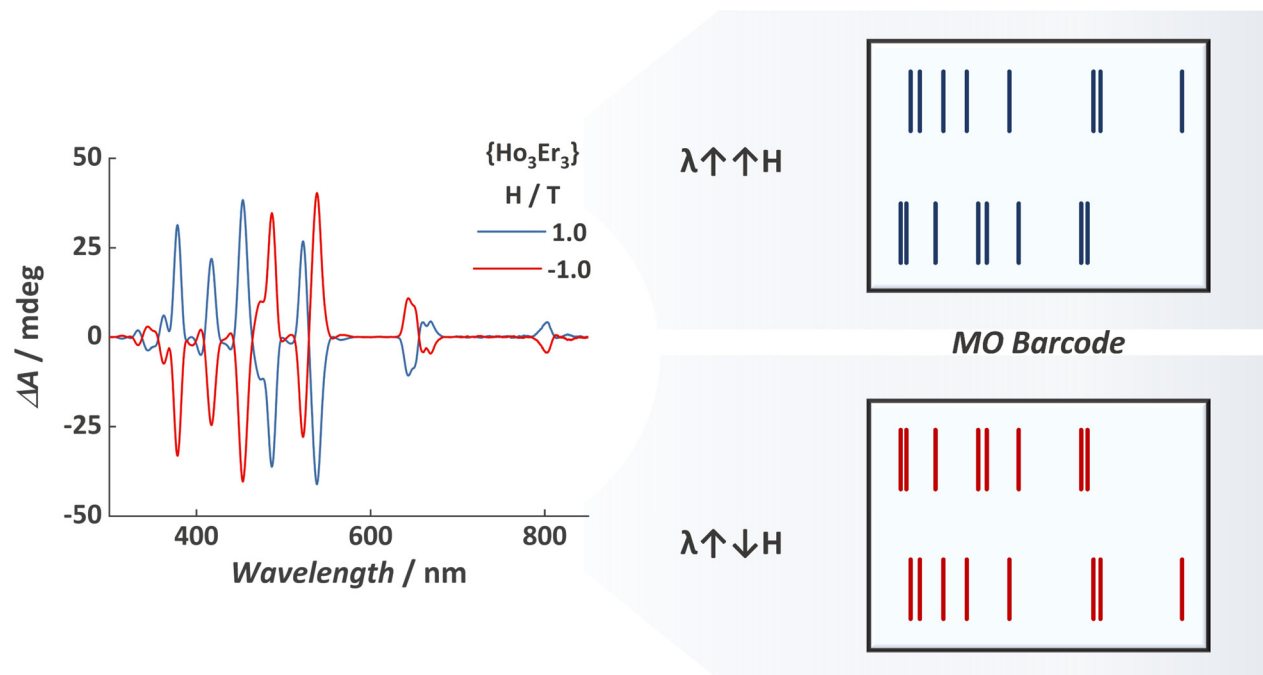 {Ho₃Er₃}
H / T
1.0
-1.0
50
25
0
-25
-50
ΔA / mdeg
400
600
800
Wavelength / nm
λ↑↑H
MO Barcode
λ↑↓H